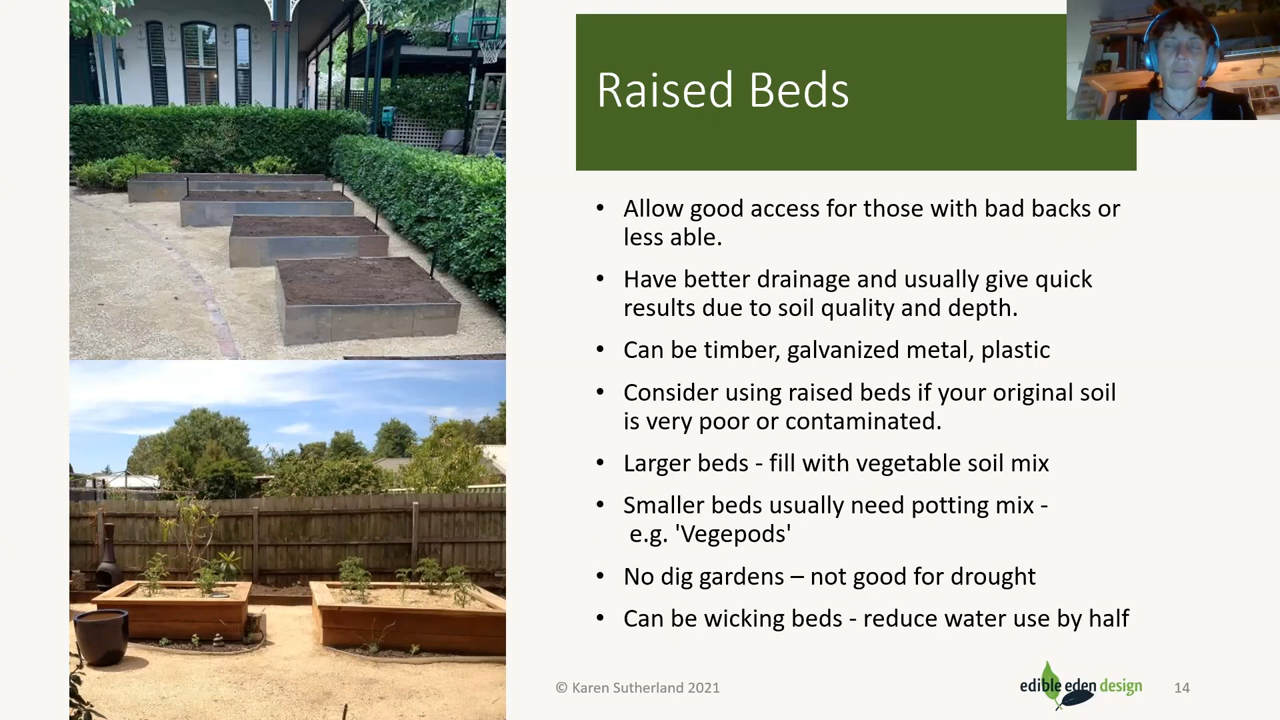 Raised Beds
• Allow good access for those with bad backs or
less able.
• Have better drainage and usually give quick
results due to soil quality and depth.
• Can be timber, galvanized metal, plastic
• Consider using raised beds if your original soil
is very poor or contaminated.
• Larger beds - fill with vegetable soil mix
• Smaller beds usually need potting mix -
e.g. 'Vegepods'
• No dig gardens – not good for drought
• Can be wicking beds - reduce water use by half
© Karen Sutherland 2021
edible eden design
14